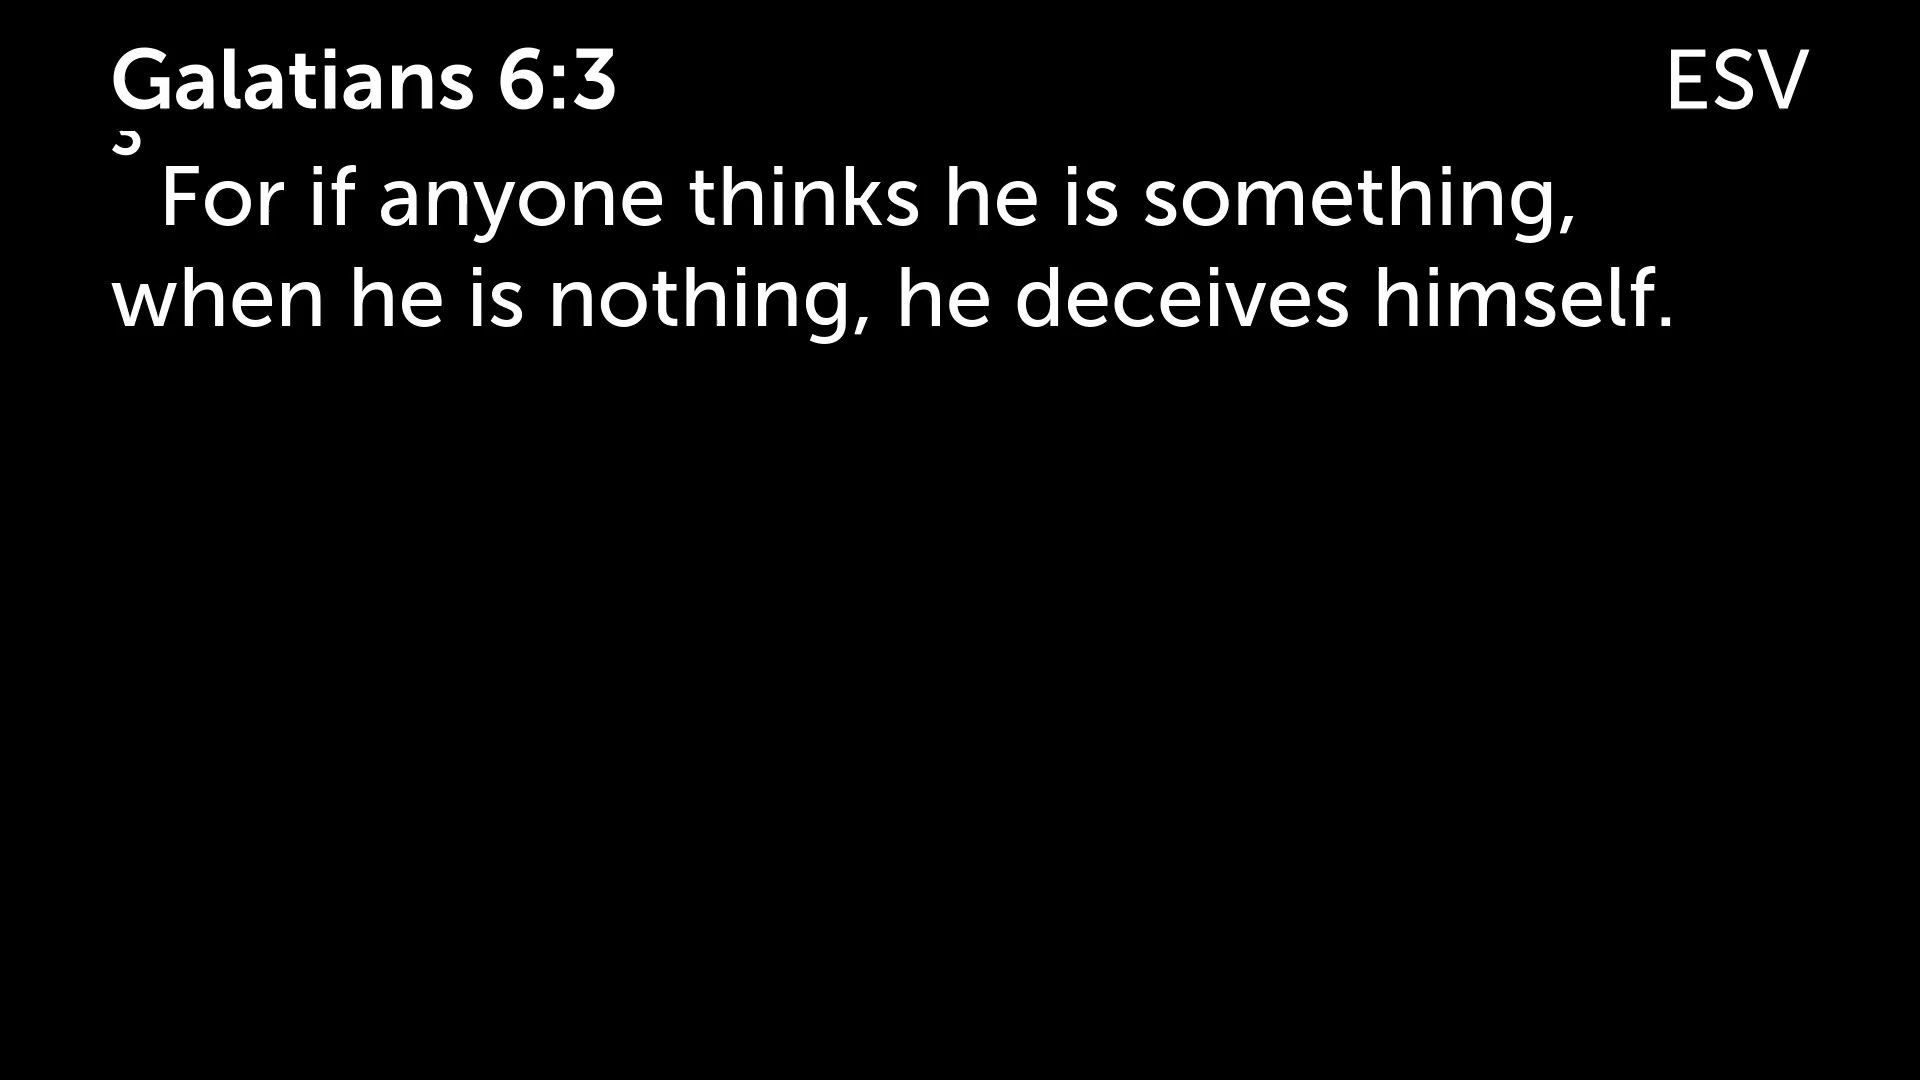 Galatians 6:3 ESV
3 For if anyone thinks he is something,
when he is nothing, he deceives himself.